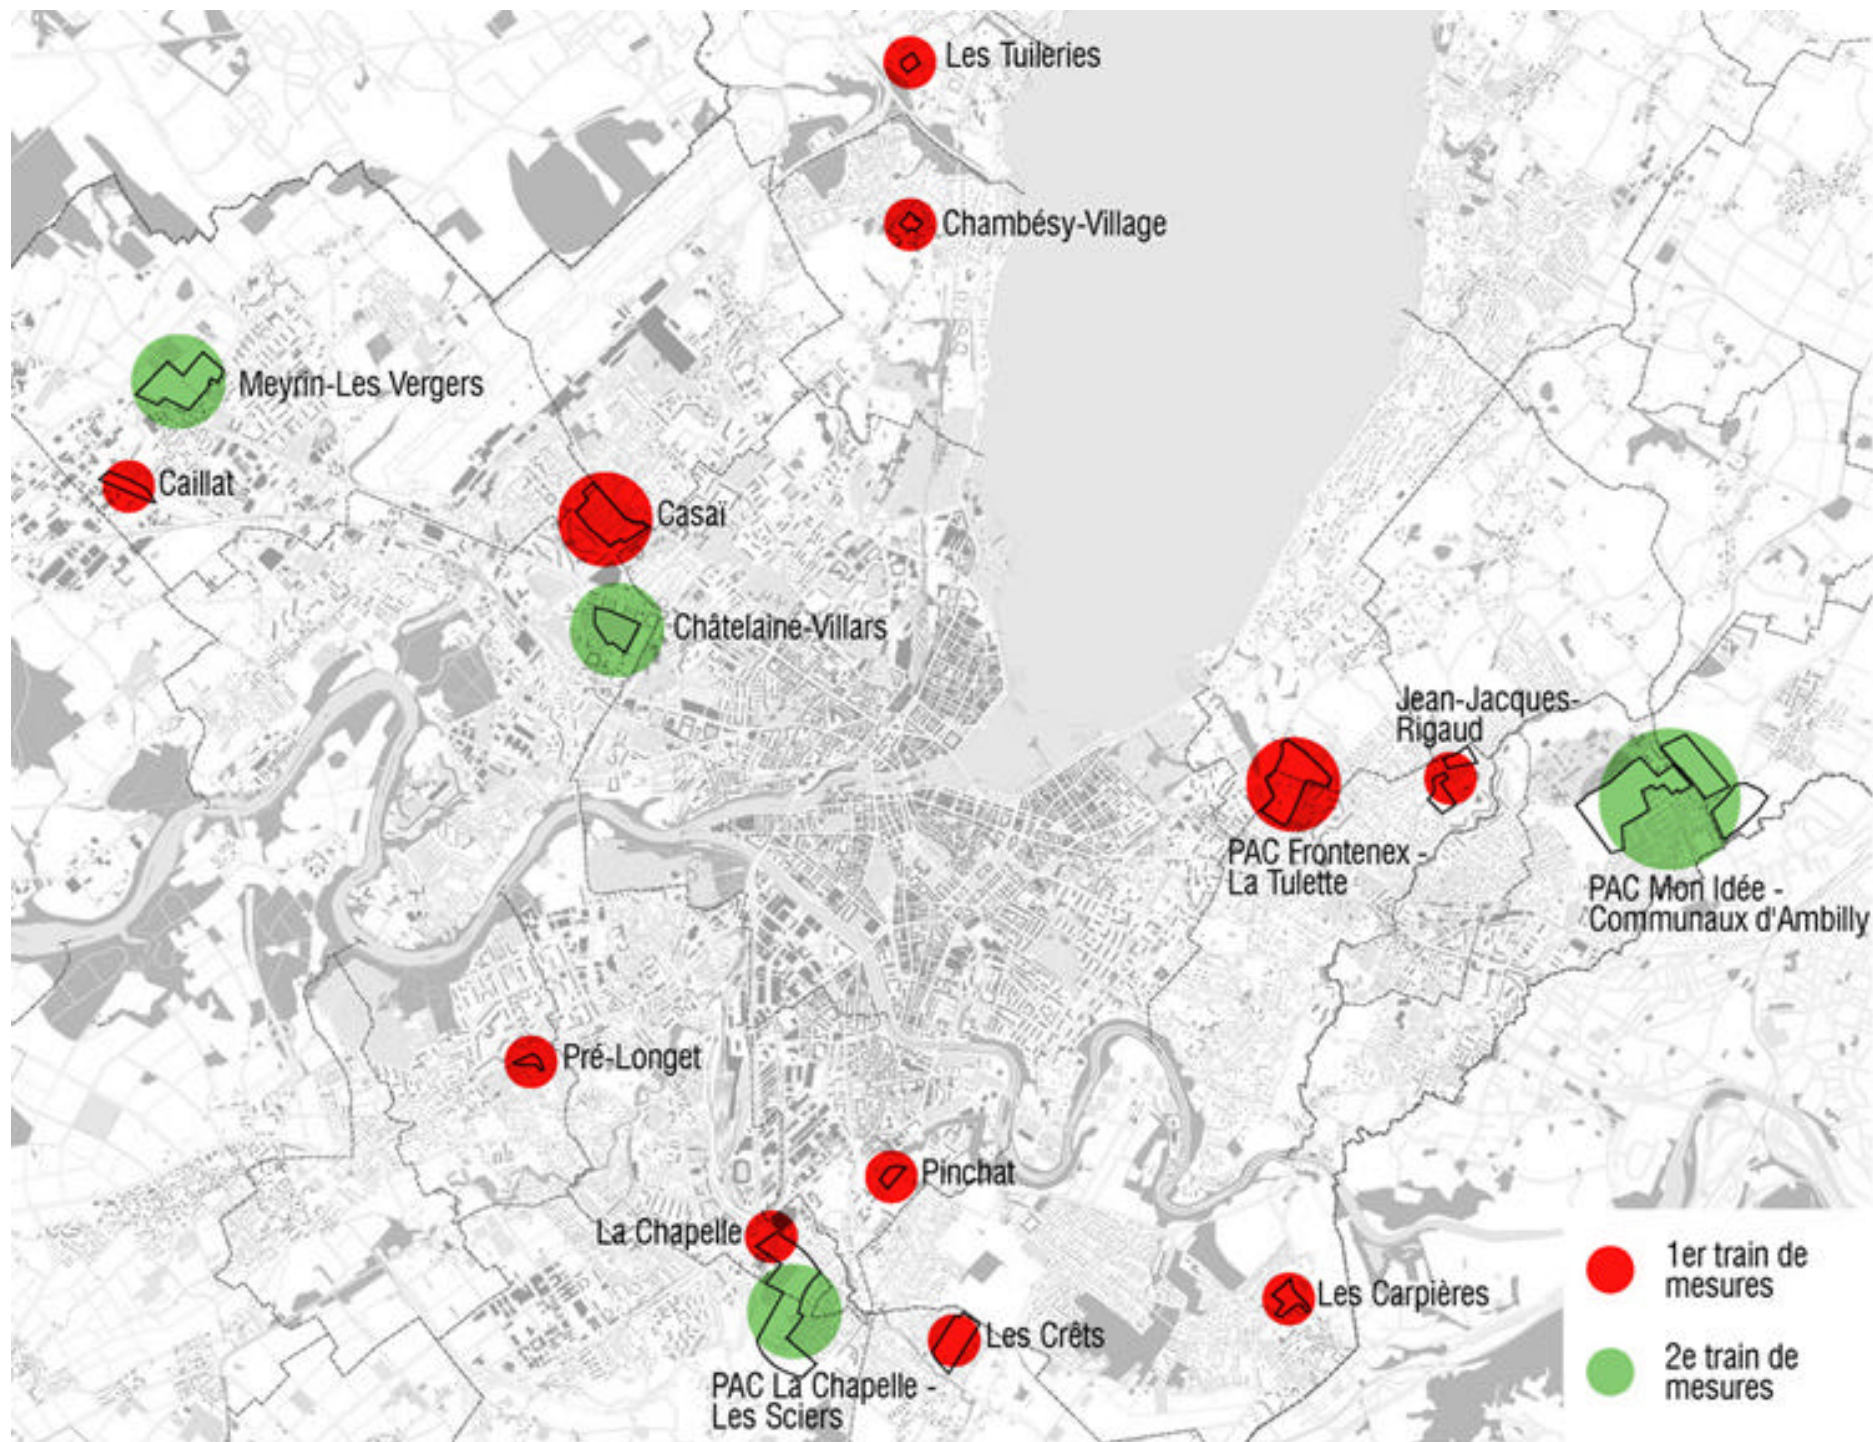 Les Tuileries
Chambésy-Village
Meyrin-Les Vergers
Caillat
Casaï
Châtelaine-Villars
Jean-Jacques-
Rigaud
PAC Frontenex -
La Tulette
PAC Mon Idée -
Communaux d'Ambilly
Pré-Longet
Pinchat
La Chapelle
Les Carpières
Les Crêts
PAC La Chapelle -
Les Sciers
1er train de
mesures
2e train de
mesures